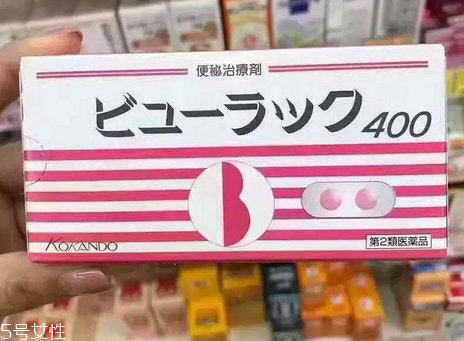 便秘治療剤
ビューラック400
KOKANDO
第2類医薬品
5号女性